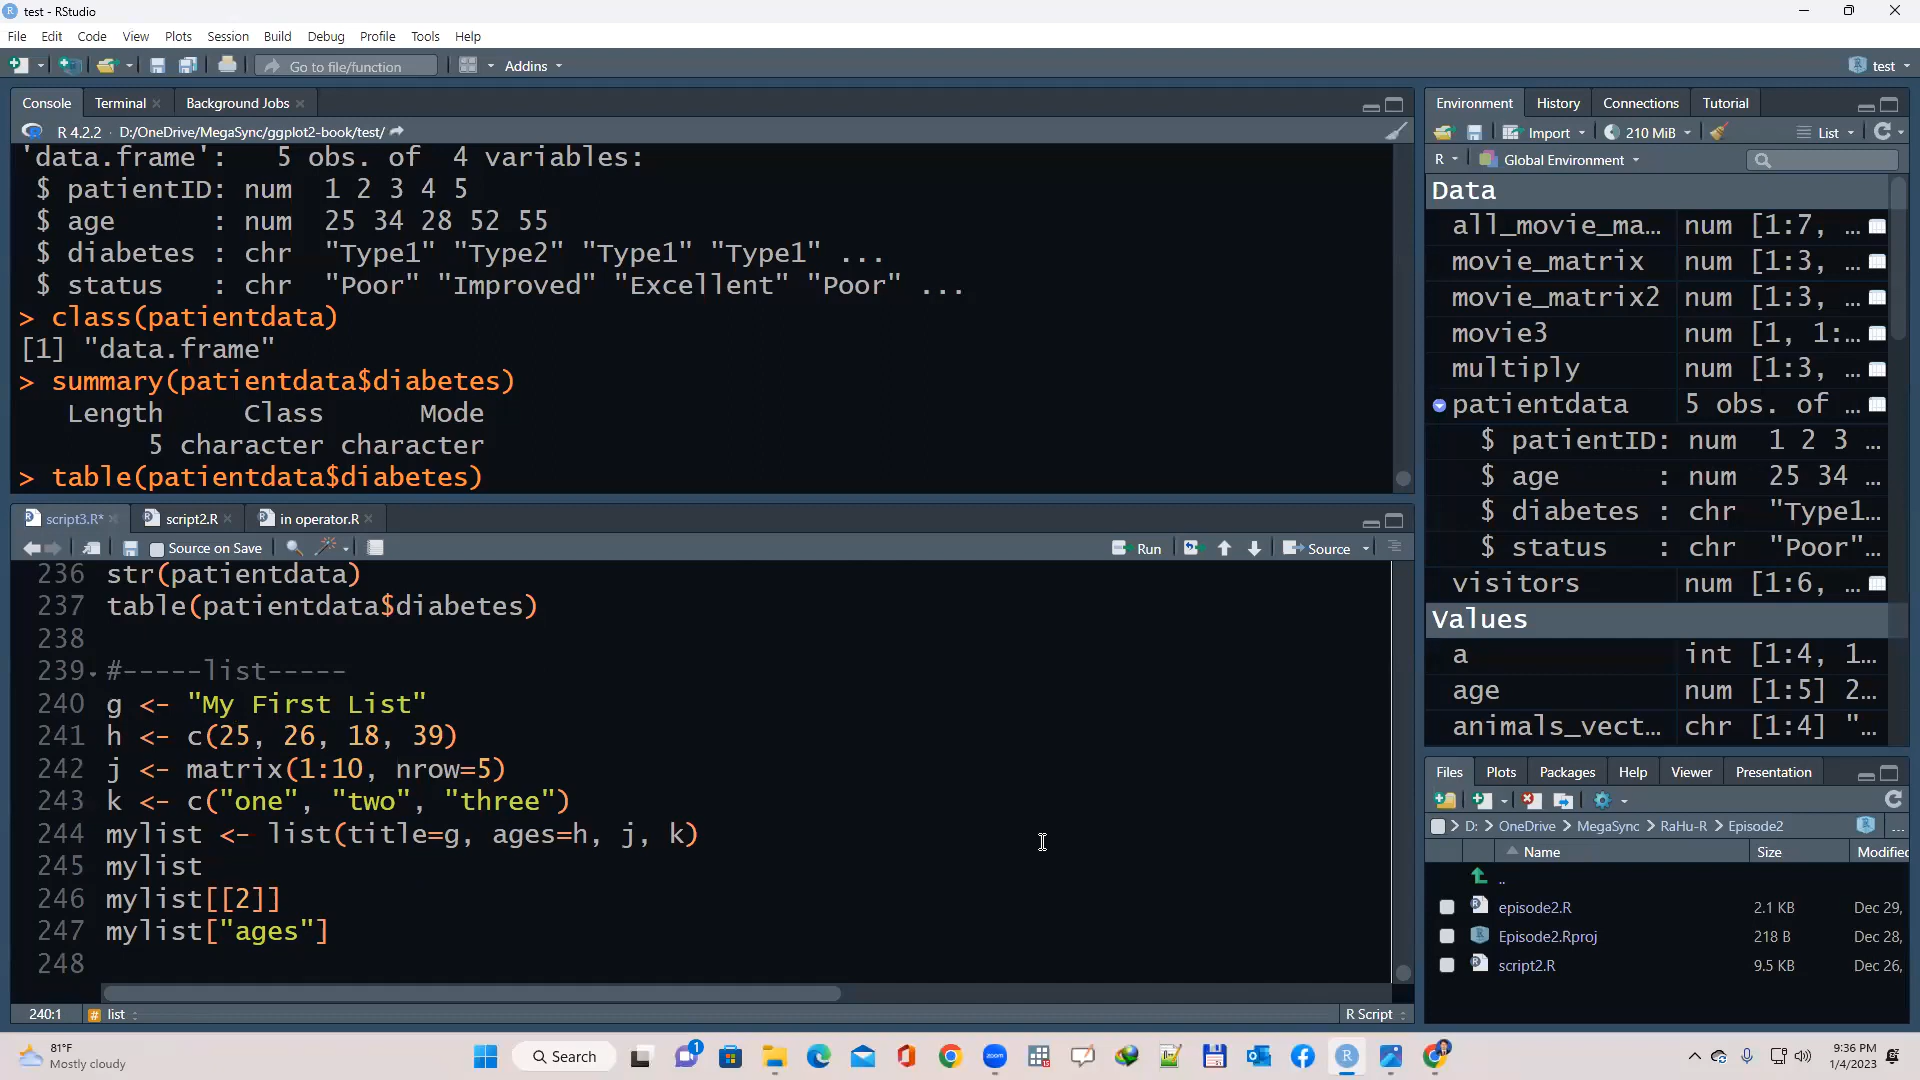 test - RStudio
File Edit Code View Plots Session Build Debug Profile Tools Help
Go to file/function Addins test
Console Terminal Background Jobs
R 4.2.2 · D:/OneDrive/MegaSync/ggplot2-book/test/
'data.frame': 5 obs. of 4 variables:
$ patientID: num 1 2 3 4 5
$ age : num 25 34 28 52 55
$ diabetes : chr "Type1" "Type2" "Type1" "Type1" ...
$ status : chr "Poor" "Improved" "Excellent" "Poor" ...
> class(patientdata)
[1] "data.frame"
> summary(patientdata$diabetes)
Length Class Mode
5 character character
> table(patientdata$diabetes)
script3.R* script2.R in operator.R
Source on Save Run Source
236 str(patientdata)
237 table(patientdata$diabetes)
238
239 #-----list-----
240 g <- "My First List"
241 h <- c(25, 26, 18, 39)
242 j <- matrix(1:10, nrow=5)
243 k <- c("one", "two", "three")
244 mylist <- list(title=g, ages=h, j, k)
245 mylist
246 mylist[[2]]
247 mylist["ages"]
248
240:1 # list R Script
Environment History Connections Tutorial
Import 210 MiB List
R Global Environment
Data
all_movie_ma... num [1:7, ...
movie_matrix num [1:3, ...
movie_matrix2 num [1:3, ...
movie3 num [1, 1:...
multiply num [1:3, ...
patientdata 5 obs. of ...
$ patientID: num 1 2 3 ...
$ age : num 25 34 ...
$ diabetes : chr "Type1...
$ status : chr "Poor"...
visitors num [1:6, ...
Values
a int [1:4, 1...
age num [1:5] 2...
animals_vect... chr [1:4] "...
Files Plots Packages Help Viewer Presentation
D: > OneDrive > MegaSync > RaHu-R > Episode2 ...
Name Size Modified
..
episode2.R 2.1 KB Dec 29,
Episode2.Rproj 218 B Dec 28,
script2.R 9.5 KB Dec 26,
81°F
Mostly cloudy
Search
1
zoom
9:36 PM
1/4/2023